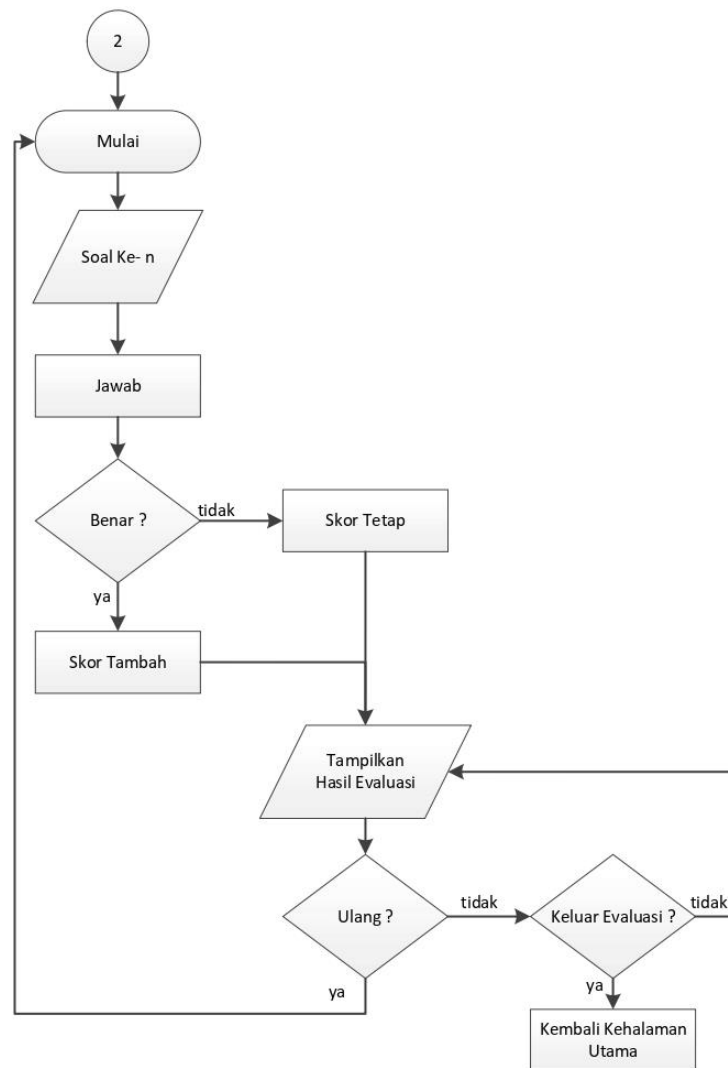 2
Mulai
Soal Ke- n
Jawab
Benar ?
tidak
Skor Tetap
ya
Skor Tambah
Tampilkan
Hasil Evaluasi
Ulang ?
tidak
Keluar Evaluasi ?
tidak
ya
ya
Kembali Kehalaman
Utama